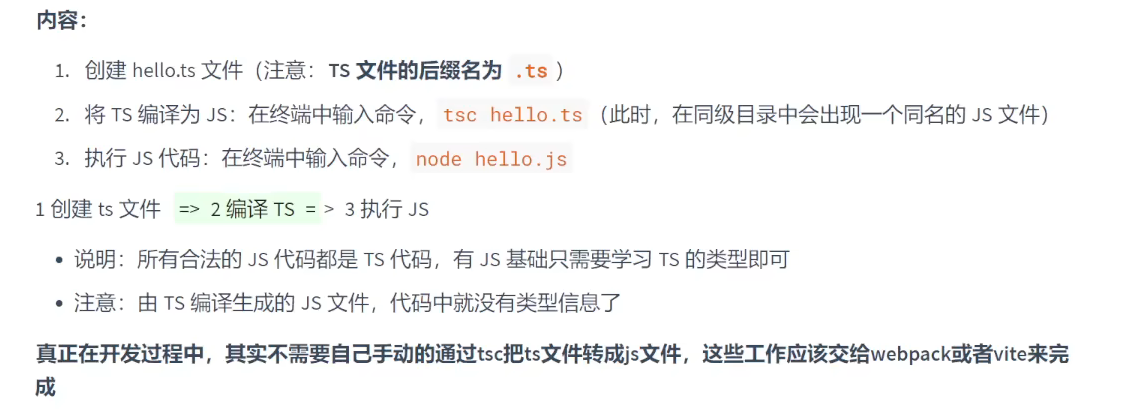 内容：
1. 创建 hello.ts 文件（注意：TS 文件的后缀名为 .ts ）
2. 将 TS 编译为 JS：在终端中输入命令， tsc hello.ts （此时，在同级目录中会出现一个同名的 JS 文件）
3. 执行 JS 代码：在终端中输入命令， node hello.js
1 创建 ts 文件 => 2 编译 TS = > 3 执行 JS
• 说明：所有合法的 JS 代码都是 TS 代码，有 JS 基础只需要学习 TS 的类型即可
• 注意：由 TS 编译生成的 JS 文件，代码中就没有类型信息了
真正在开发过程中，其实不需要自己手动的通过tsc把ts文件转成js文件，这些工作应该交给webpack或者vite来完
成